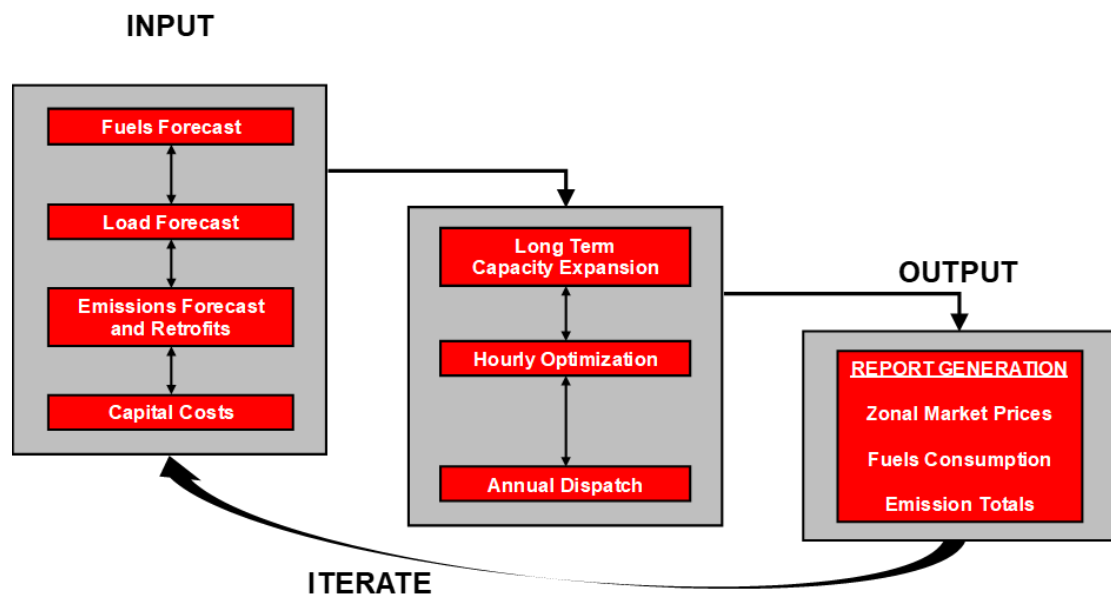 INPUT
Fuels Forecast
Load Forecast
Emissions Forecast
and Retrofits
Capital Costs
Long Term
Capacity Expansion
Hourly Optimization
Annual Dispatch
OUTPUT
REPORT GENERATION
Zonal Market Prices
Fuels Consumption
Emission Totals
ITERATE